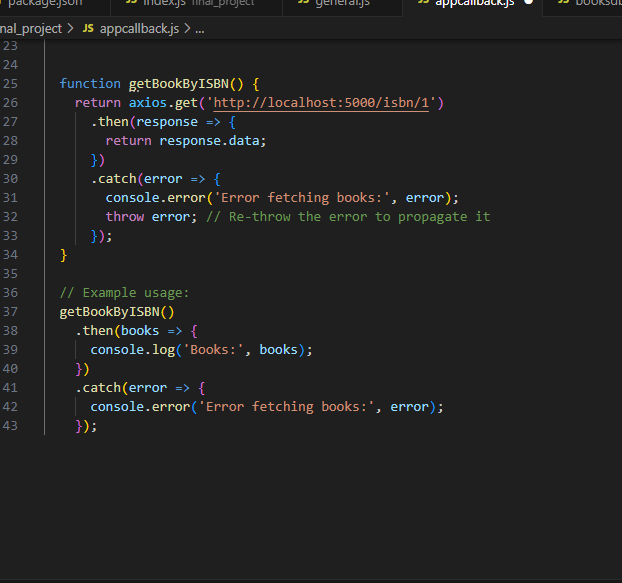 package.json JS index.js final_project JS general.js JS appcallback.js JS
nal_project > JS appcallback.js > ...
23
24
25 function getBookByISBN() {
26 return axios.get('http://localhost:5000/isbn/1')
27 .then(response => {
28 return response.data;
29 })
30 .catch(error => {
31 console.error('Error fetching books:', error);
32 throw error; // Re-throw the error to propagate it
33 });
34 }
35
36 // Example usage:
37 getBookByISBN()
38 .then(books => {
39 console.log('Books:', books);
40 })
41 .catch(error => {
42 console.error('Error fetching books:', error);
43 });